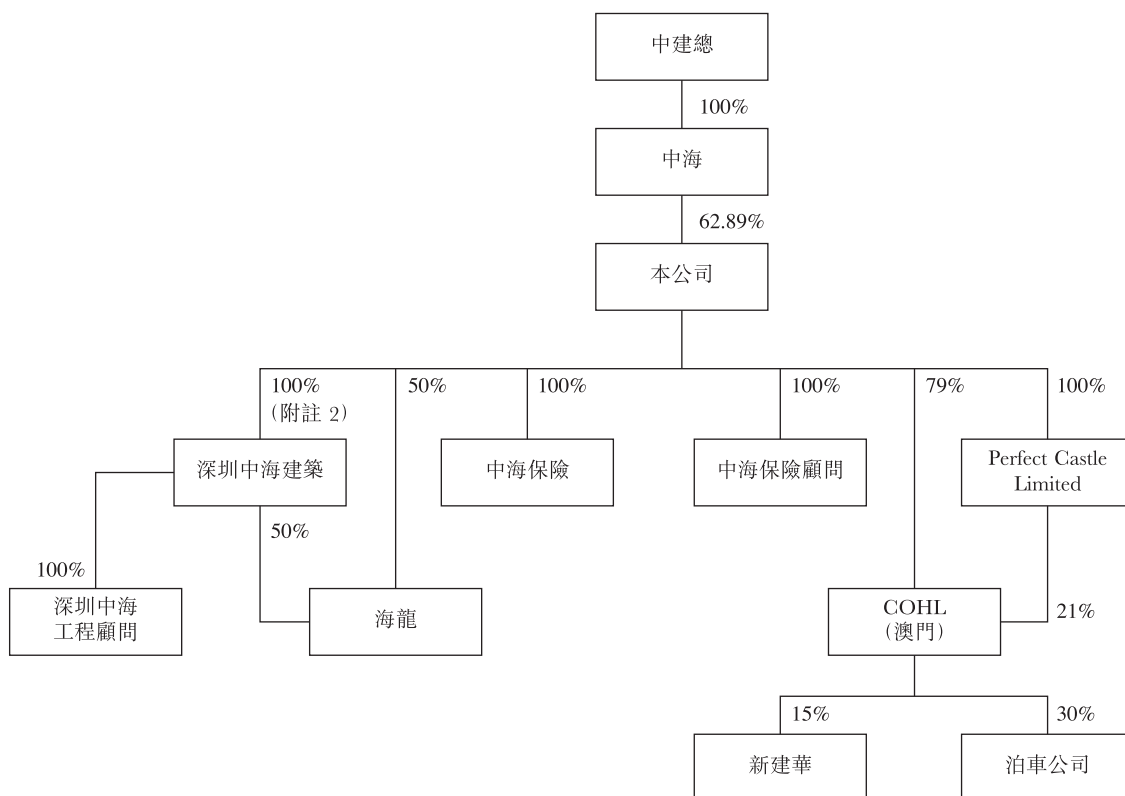 中建總
100%
中海
62.89%
本公司
100%
(附註 2)
50%
100%
100%
79%
100%
深圳中海建築
中海保險
中海保險顧問
Perfect Castle
Limited
50%
100%
深圳中海
工程顧問
海龍
COHL
(澳門)
21%
15%
30%
新建華
泊車公司